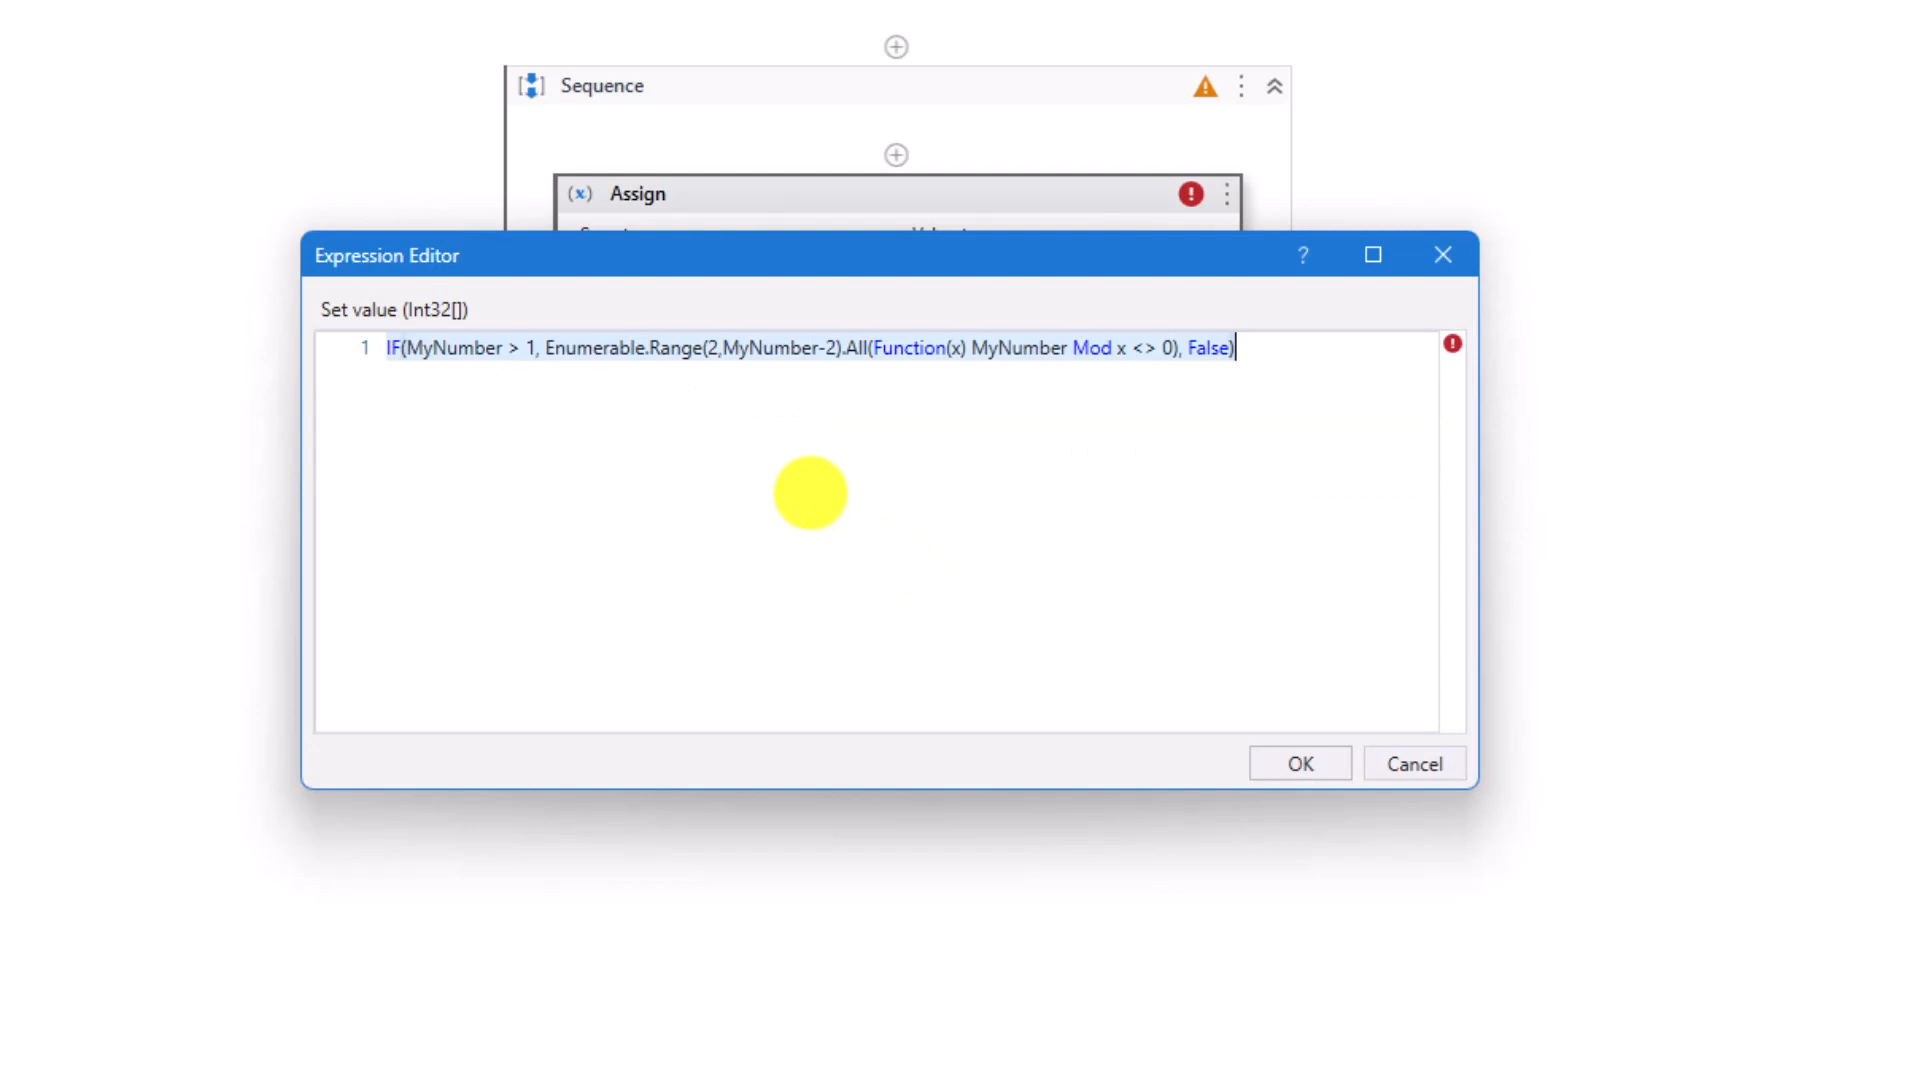 Sequence
(x) Assign
Expression Editor
?
Set value (Int32[])
1 IF(MyNumber > 1, Enumerable.Range(2,MyNumber-2).All(Function(x) MyNumber Mod x <> 0), False)
OK Cancel